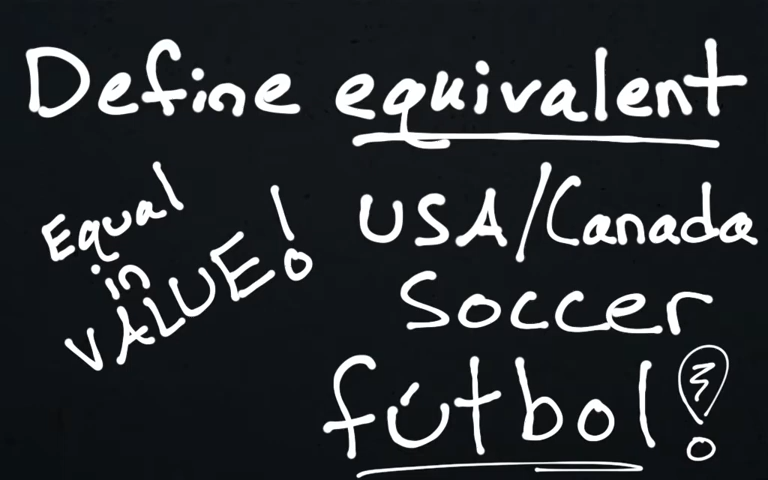 Define equivalent
Equal
in
VALUE!
USA/Canada
Soccer
fútbol!